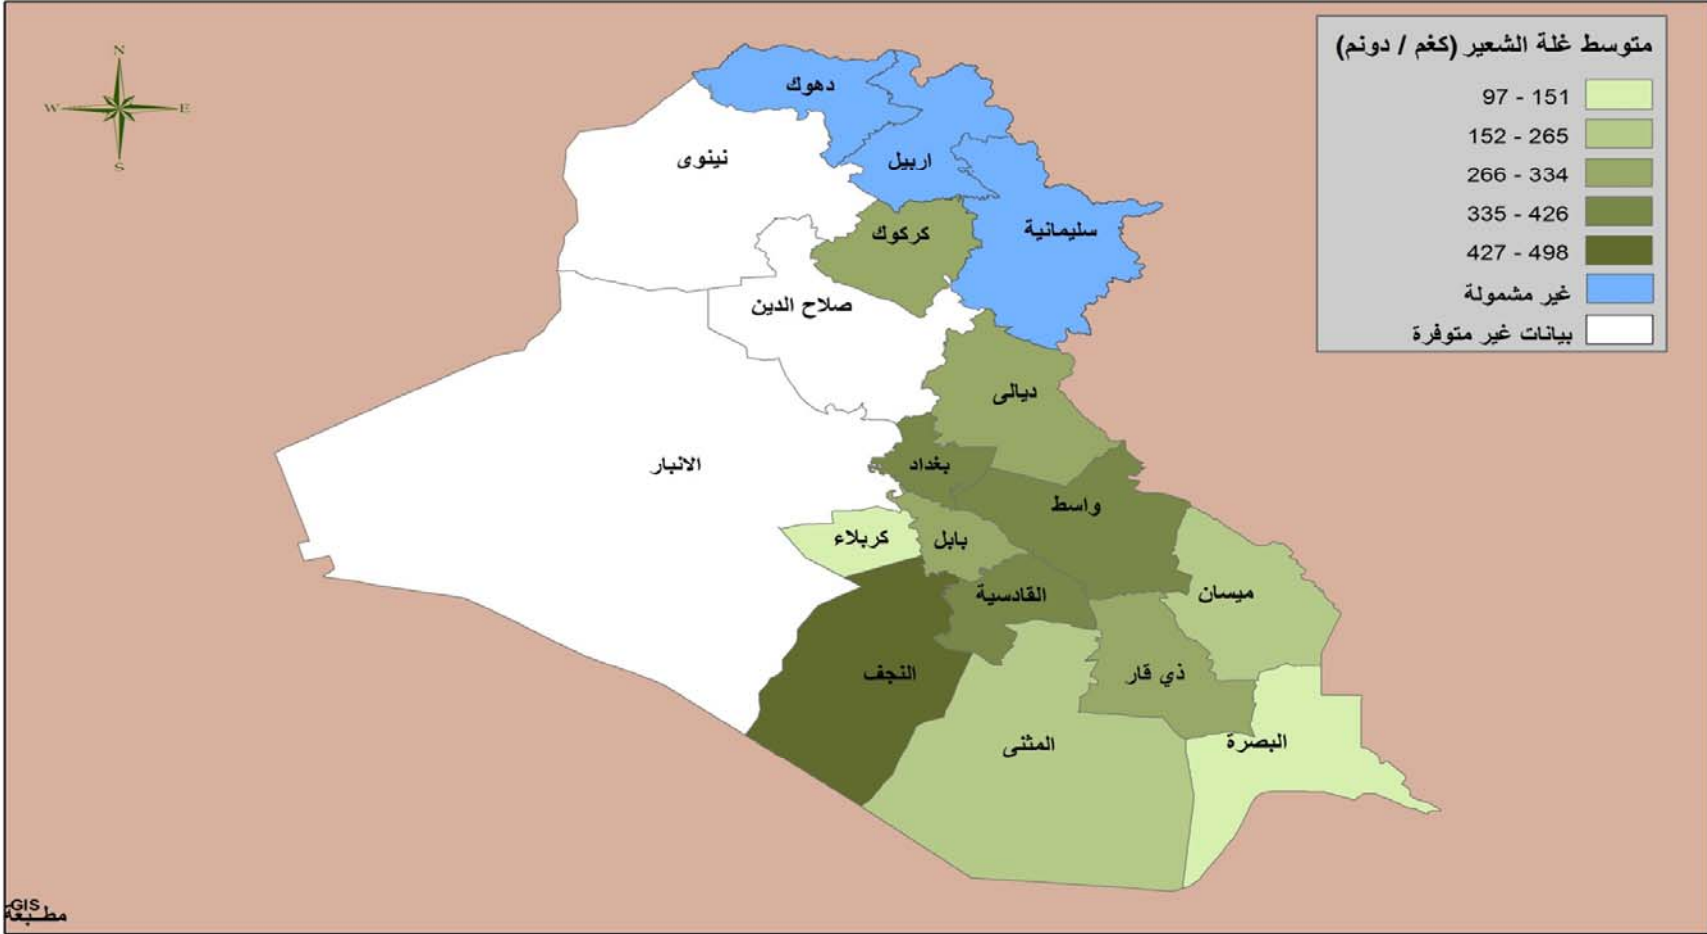 متوسط غلة الشعير (كغم / دونم)
97 - 151
152 - 265
266 - 334
335 - 426
427 - 498
غير مشمولة
بيانات غير متوفرة
N
W
E
S
دهوك
نينوى
اربيل
سليمانية
كركوك
صلاح الدين
ديالى
الانبار
بغداد
واسط
كربلاء
بابل
القادسية
ميسان
النجف
ذي قار
المثنى
البصرة
GIS
مطبعة